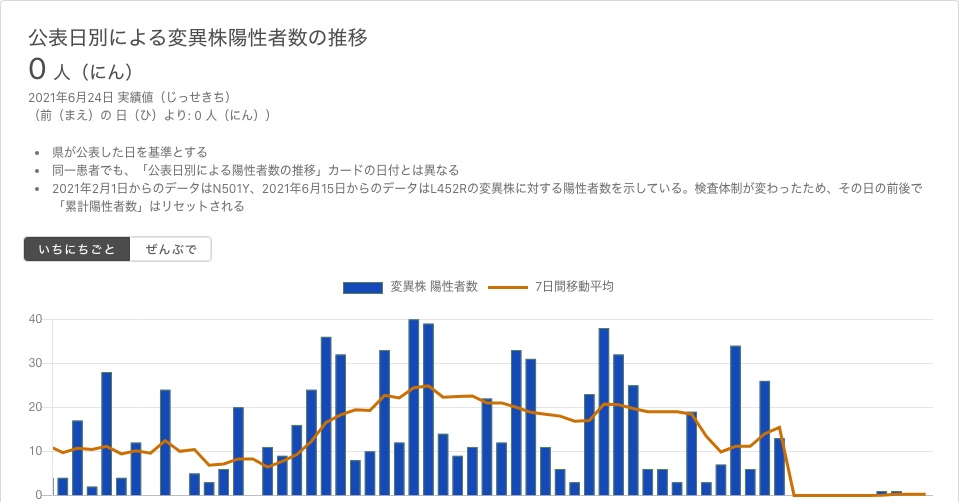 公表日別による変異株陽性者数の推移
0 人（にん）
2021年6月24日 実績値（じっせきち）
（前（まえ）の 日（ひ）より: 0 人（にん））
• 県が公表した日を基準とする
• 同一患者でも、「公表日別による陽性者数の推移」カードの日付とは異なる
• 2021年2月1日からのデータはN501Y、2021年6月15日からのデータはL452Rの変異株に対する陽性者数を示している。検査体制が変わったため、その日の前後で
「累計陽性者数」はリセットされる
いちにちごと ぜんぶで
変異株 陽性者数 7日間移動平均
40
30
20
10
0